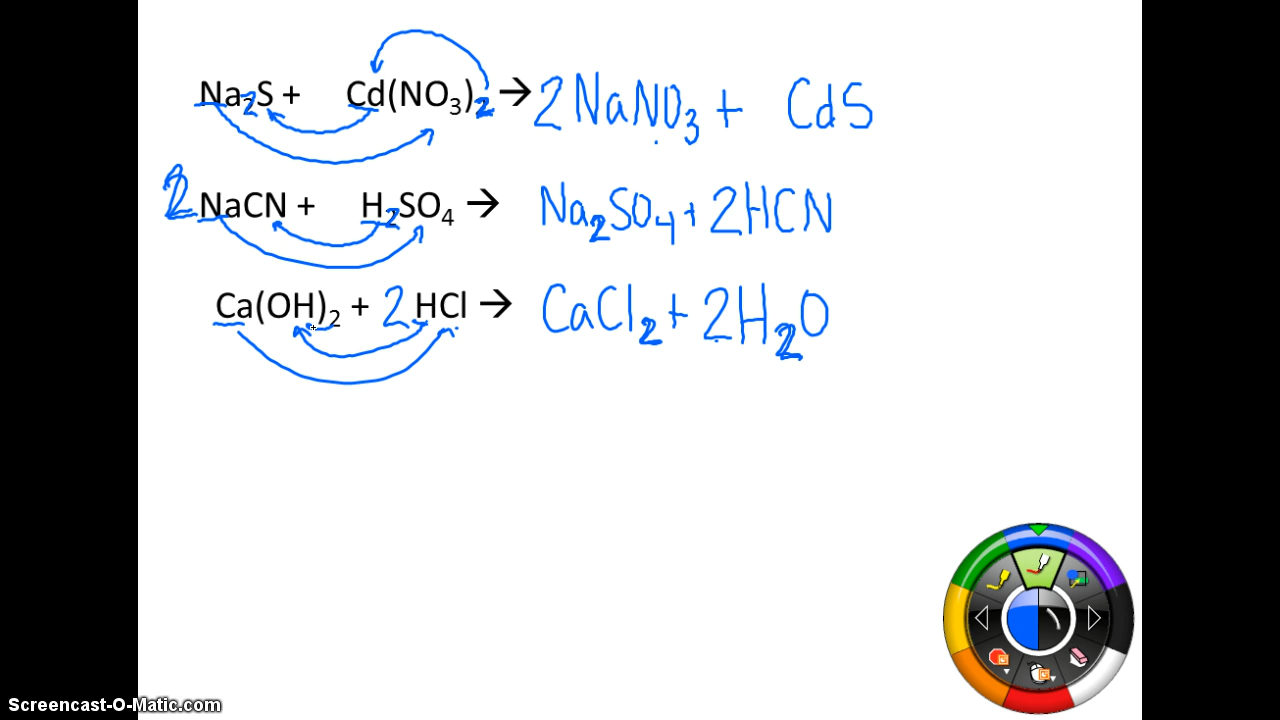 Na₂S + Cd(NO₃)₂ → 2NaNO₃ + CdS
2NaCN + H₂SO₄ → Na₂SO₄ + 2HCN
Ca(OH)₂ + 2HCl → CaCl₂ + 2H₂O
Screencast-O-Matic.com